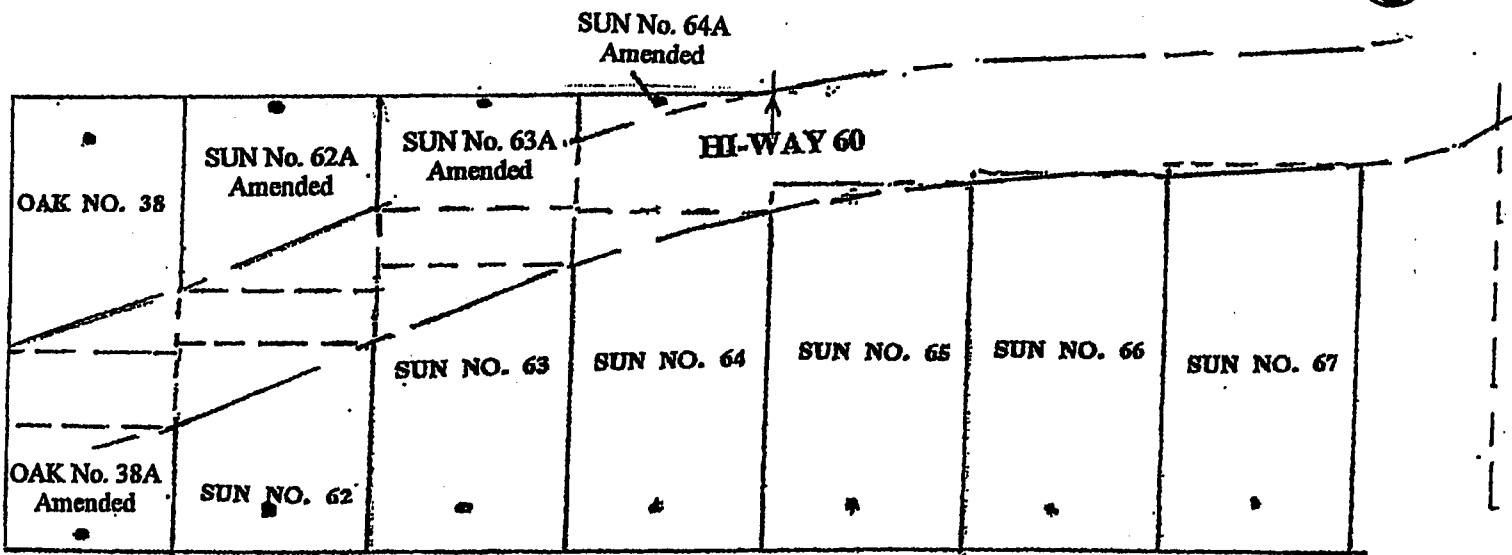 SUN No. 64A
Amended
HI-WAY 60
OAK NO. 38
SUN No. 62A
Amended
SUN No. 63A
Amended
SUN NO. 63
SUN NO. 64
SUN NO. 65
SUN NO. 66
SUN NO. 67
OAK No. 38A
Amended
SUN NO. 62